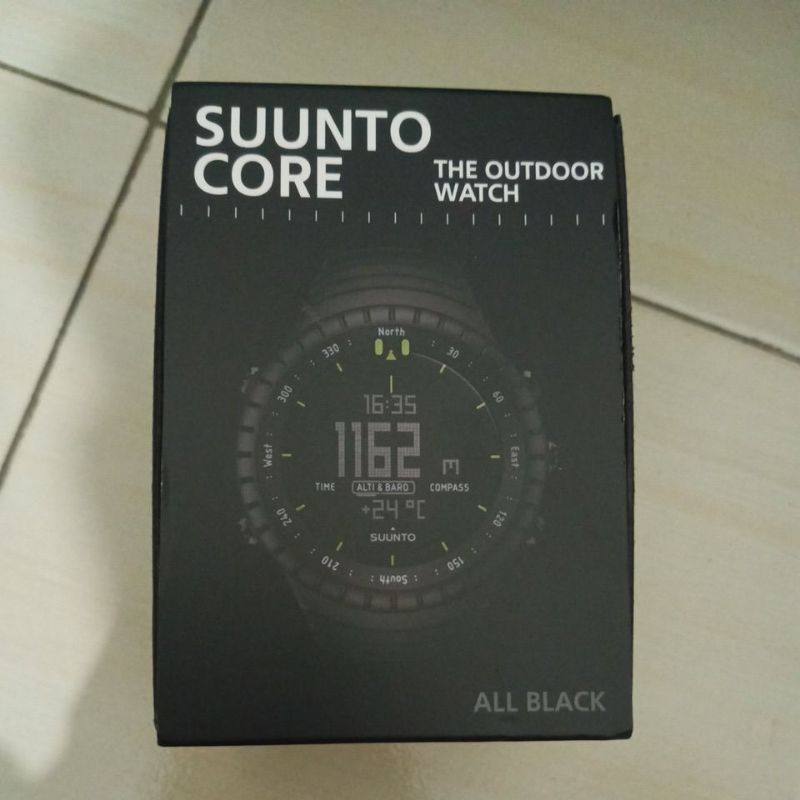 SUUNTO
CORE
THE OUTDOOR
WATCH
North
330
30
300
60
16:35
West
1162 m
East
TIME ALTI & BARO COMPASS
+24 °C
240
120
SUUNTO
210
150
South
ALL BLACK